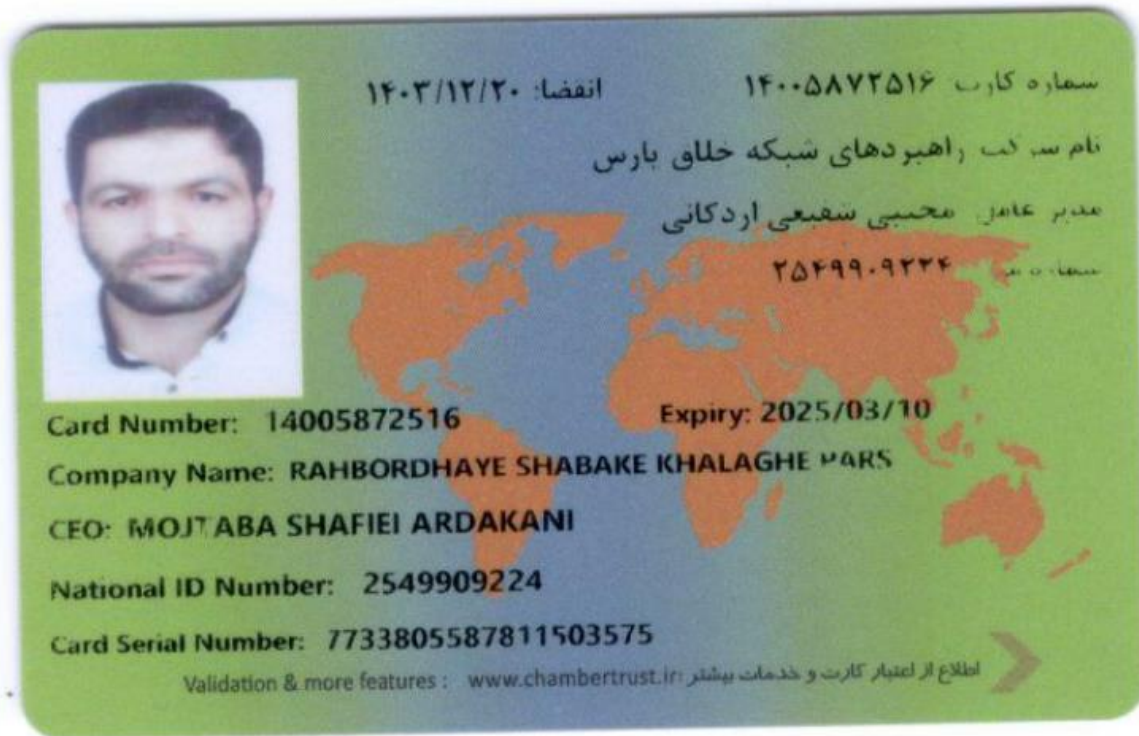 شماره کارت ۱۴۰۰۵۸۷۲۵۱۶ انقضا: ۱۴۰۳/۱۲/۲۰
نام شرکت راهبردهای شبکه خلاق پارس
مدیر عامل مجتبی شفیعی اردکانی
۲۵۴۹۹۰۹۲۲۴
Card Number: 14005872516 Expiry: 2025/03/10
Company Name: RAHBORDHAYE SHABAKE KHALAGHE PARS
CEO: MOJTABA SHAFIEI ARDAKANI
National ID Number: 2549909224
Card Serial Number: 7733805587811503575
Validation & more features : www.chambertrust.ir اطلاع از اعتبار کارت و خدمات بیشتر: